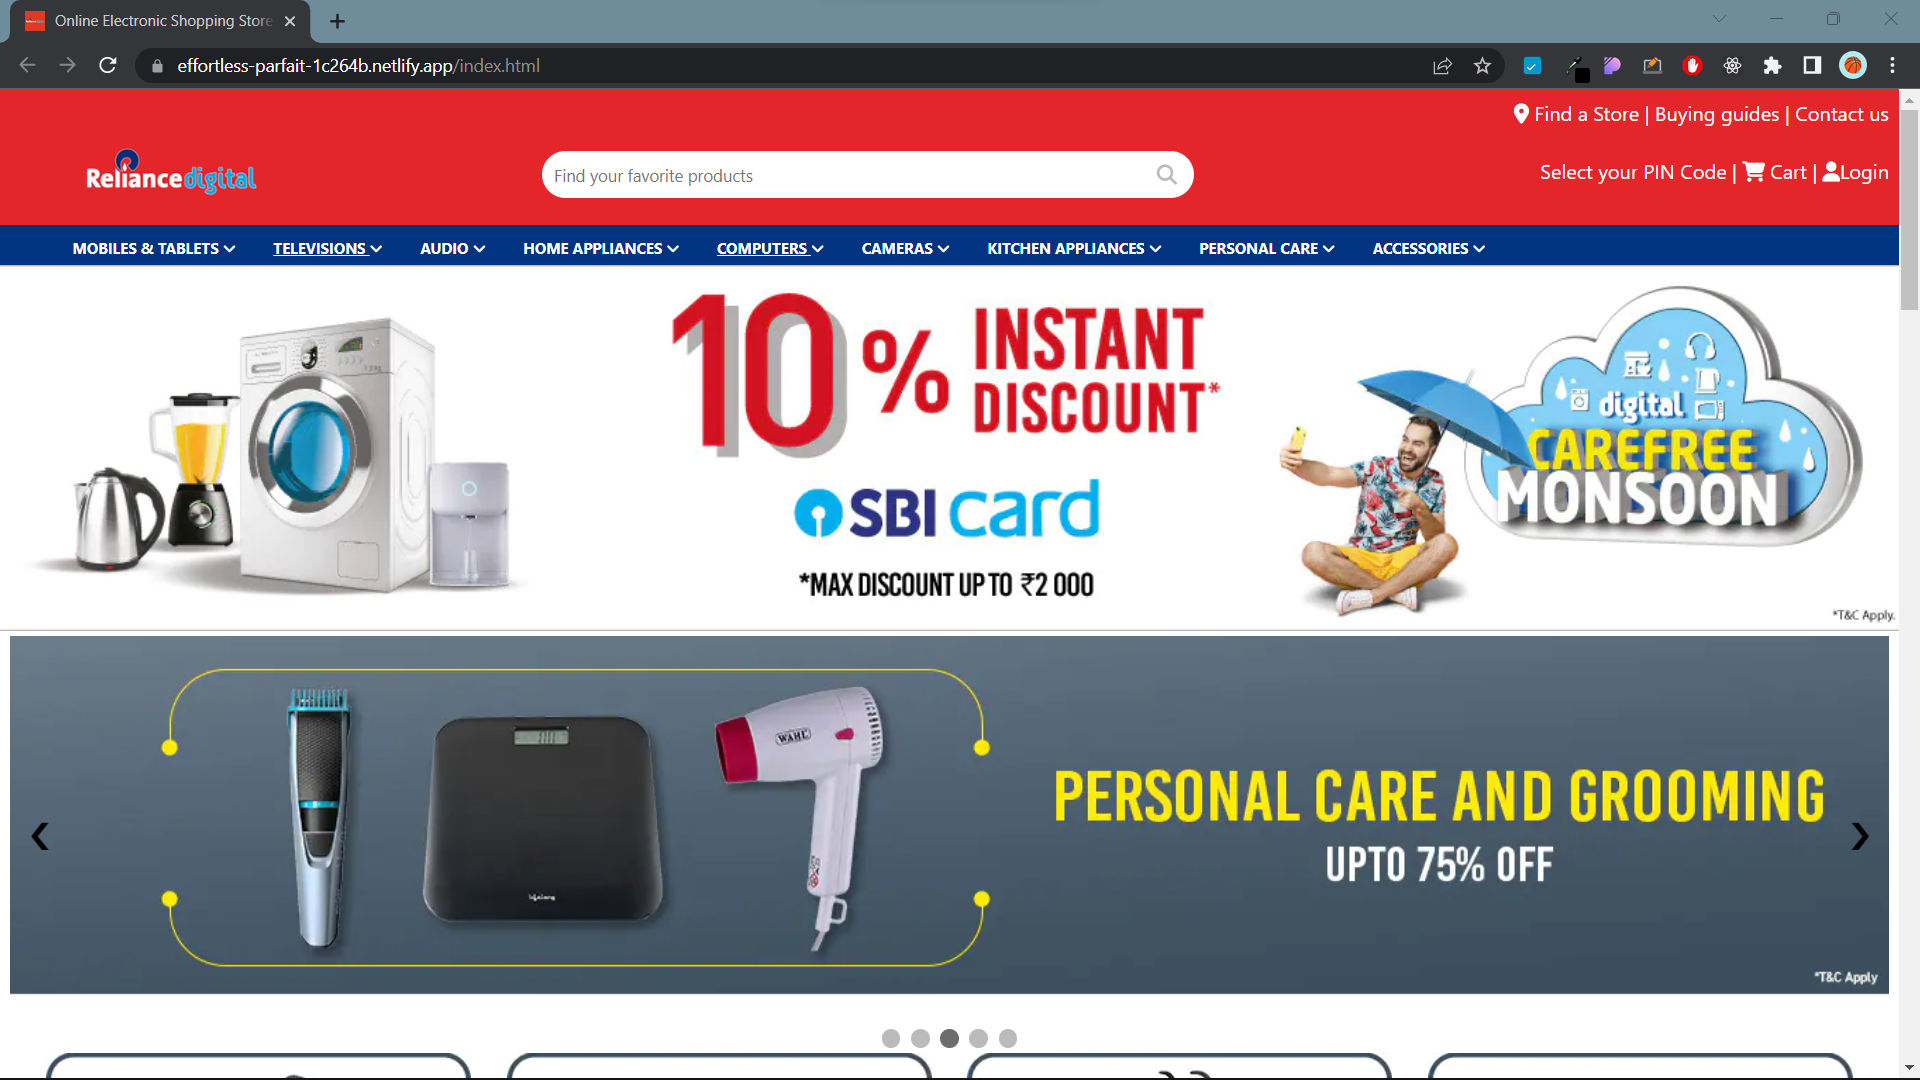 Online Electronic Shopping Store
effortless-parfait-1c264b.netlify.app/index.html
Find a Store | Buying guides | Contact us
Reliance digital
Find your favorite products
Select your PIN Code | Cart | Login
MOBILES & TABLETS TELEVISIONS AUDIO HOME APPLIANCES COMPUTERS CAMERAS KITCHEN APPLIANCES PERSONAL CARE ACCESSORIES
10% INSTANT
DISCOUNT*
SBI card
*MAX DISCOUNT UP TO ₹2 000
digital
CAREFREE
MONSOON
*T&C Apply.
WAHL
PERSONAL CARE AND GROOMING
UPTO 75% OFF
*T&C Apply